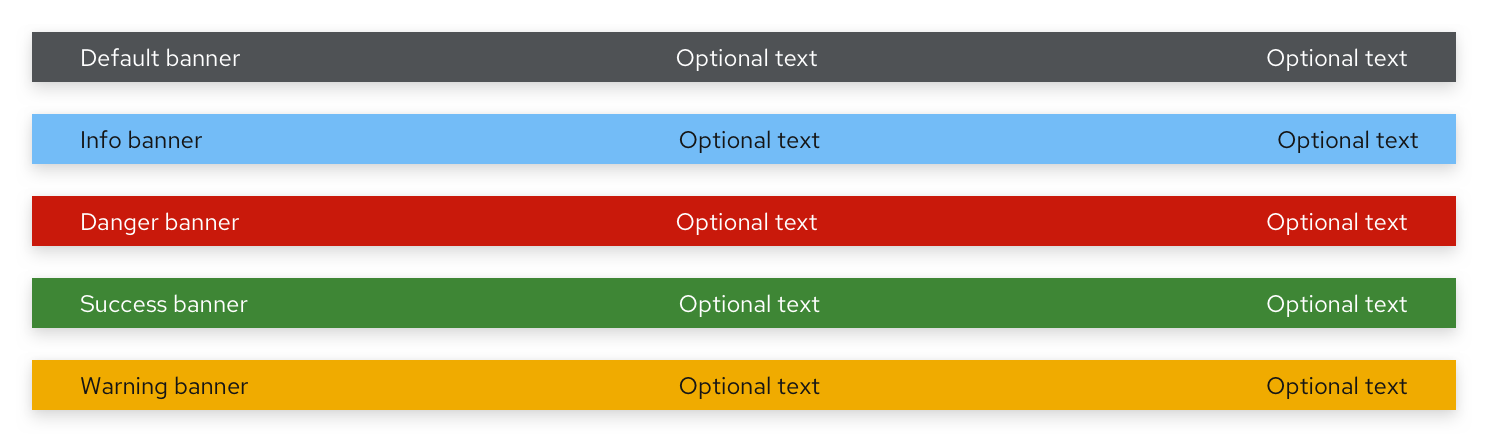 Default banner Optional text Optional text
Info banner Optional text Optional text
Danger banner Optional text Optional text
Success banner Optional text Optional text
Warning banner Optional text Optional text